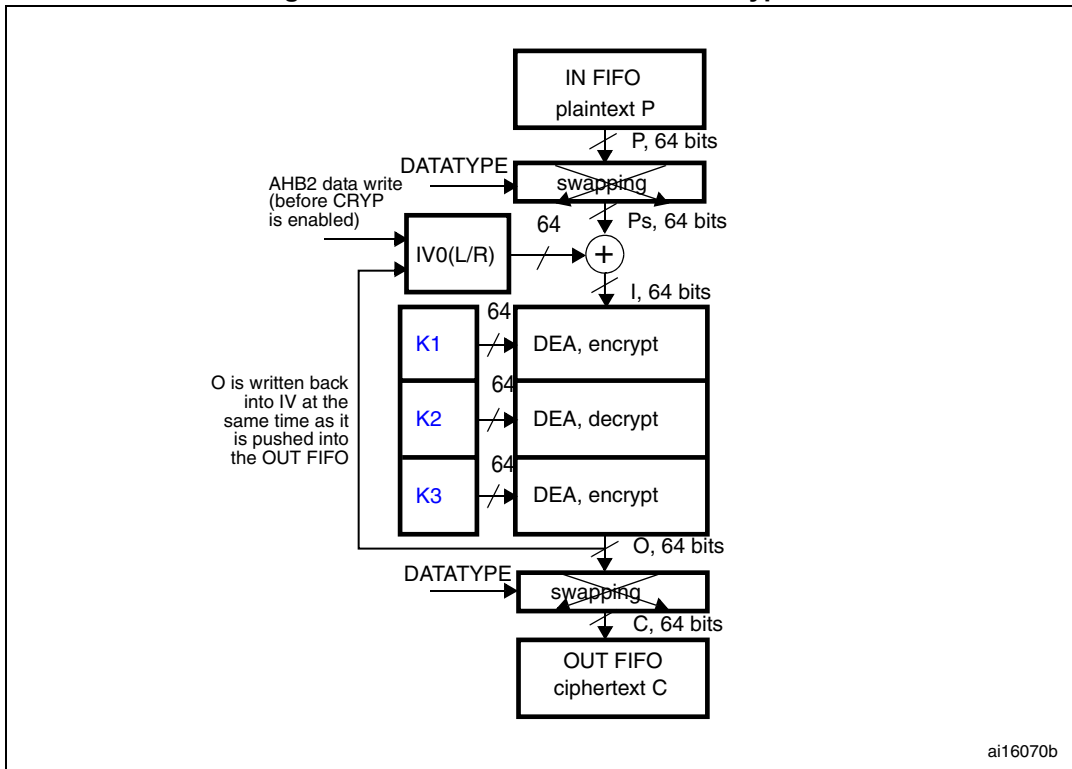 IN FIFO
plaintext P
P, 64 bits
DATATYPE
swapping
AHB2 data write
(before CRYP
is enabled)
Ps, 64 bits
64
IV0(L/R)
+
I, 64 bits
64
K1
DEA, encrypt
64
K2
DEA, decrypt
64
K3
DEA, encrypt
O is written back
into IV at the
same time as it
is pushed into
the OUT FIFO
O, 64 bits
DATATYPE
swapping
C, 64 bits
OUT FIFO
ciphertext C
ai16070b